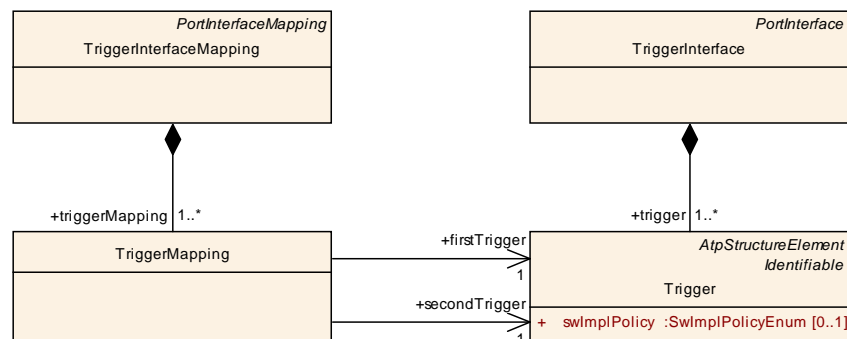 PortInterfaceMapping
TriggerInterfaceMapping
PortInterface
TriggerInterface
+triggerMapping 1..*
+trigger 1..*
TriggerMapping
+firstTrigger
1
+secondTrigger
1
AtpStructureElement
Identifiable
Trigger
+ swImplPolicy :SwImplPolicyEnum [0..1]